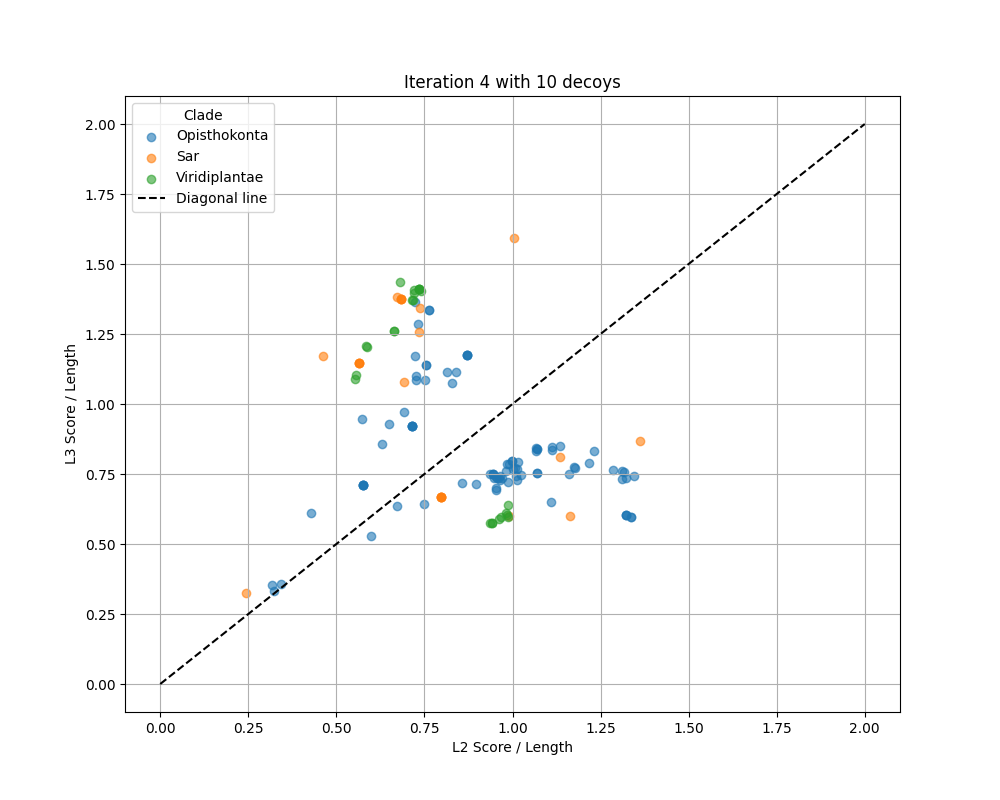 Iteration 4 with 10 decoys
Clade
Opisthokonta
Sar
Viridiplantae
Diagonal line
L3 Score / Length
2.00
1.75
1.50
1.25
1.00
0.75
0.50
0.25
0.00
0.00 0.25 0.50 0.75 1.00 1.25 1.50 1.75 2.00
L2 Score / Length